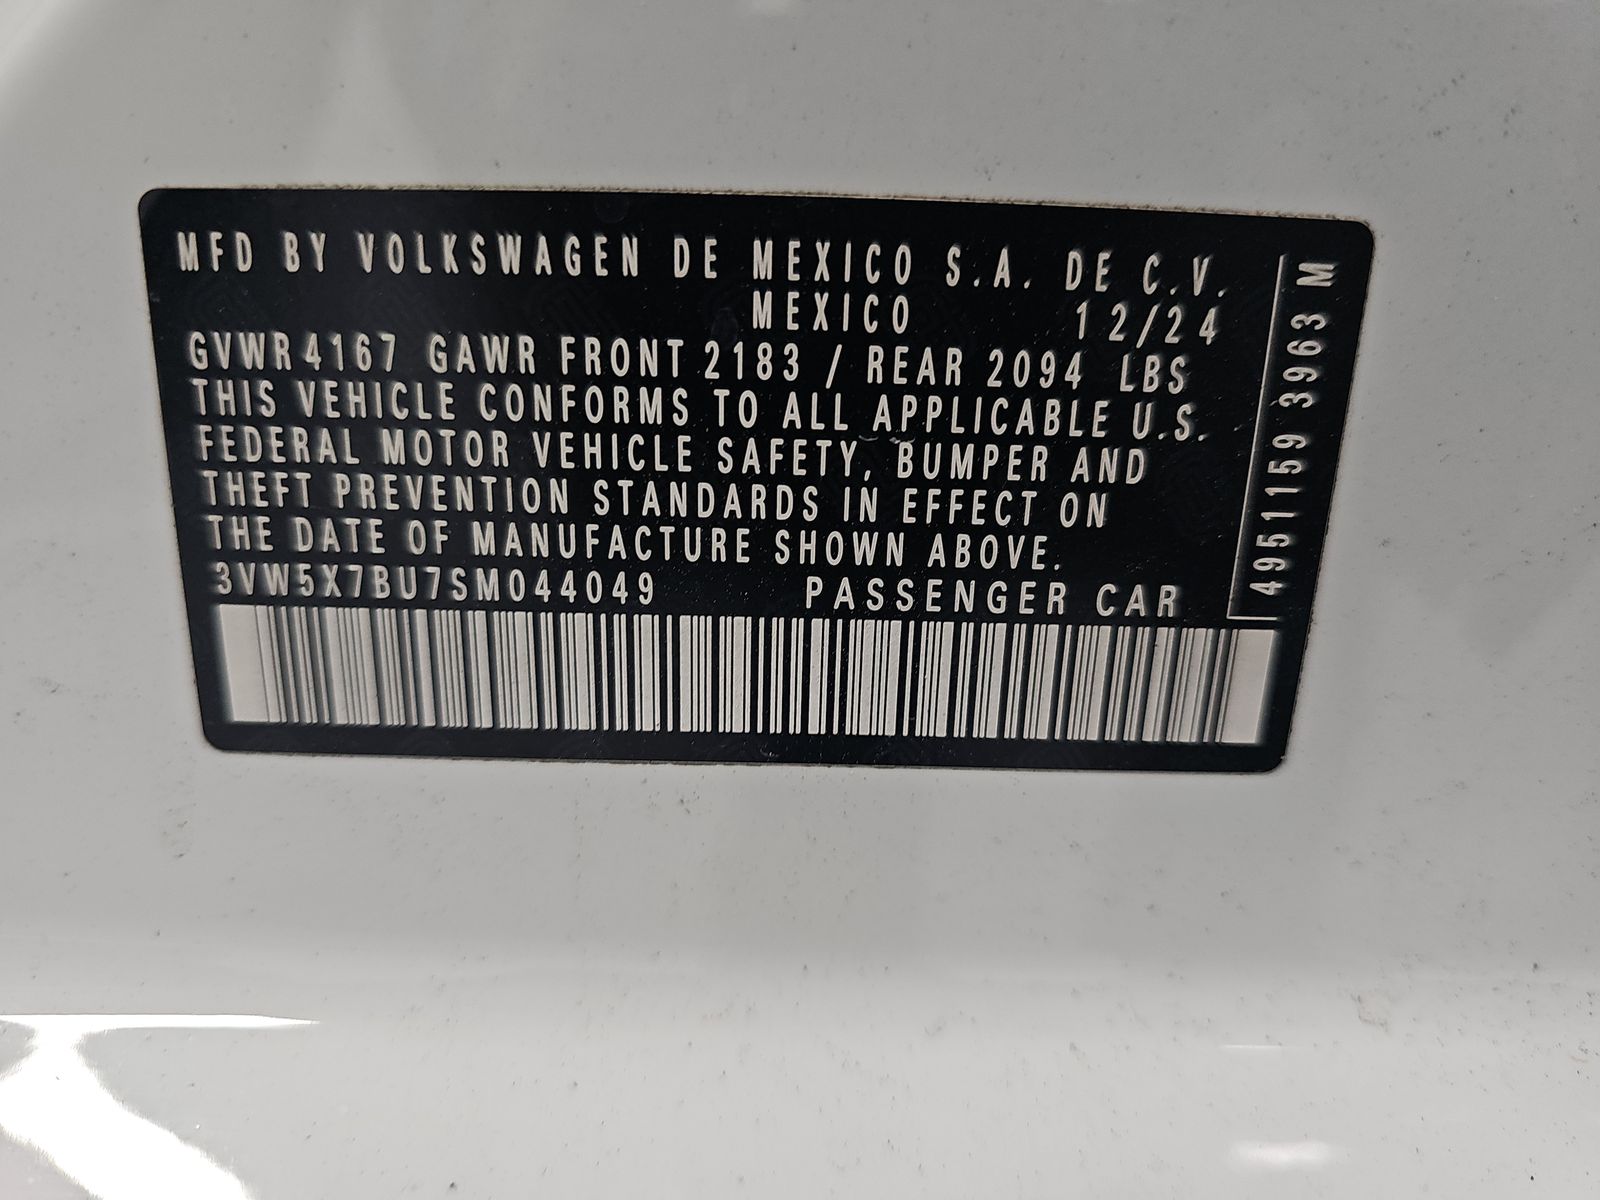 MFD BY VOLKSWAGEN DE MEXICO S.A. DE C.V.
MEXICO 12/24
GVWR 4167 GAWR FRONT 2183 / REAR 2094 LBS
THIS VEHICLE CONFORMS TO ALL APPLICABLE U.S.
FEDERAL MOTOR VEHICLE SAFETY, BUMPER AND
THEFT PREVENTION STANDARDS IN EFFECT ON
THE DATE OF MANUFACTURE SHOWN ABOVE.
3VW5X7BU7SM044049 PASSENGER CAR
4951159 3963 M